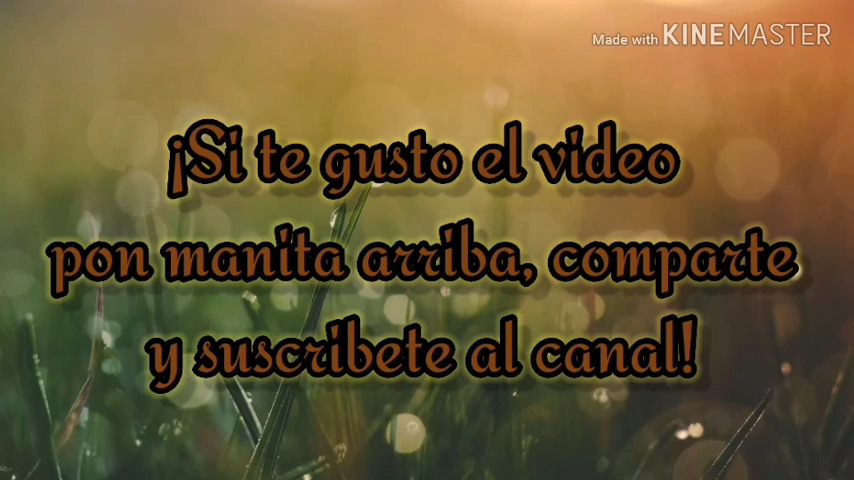 Made with KINEMASTER
¡Si te gusto el video
pon manita arriba, comparte
y suscribete al canal!